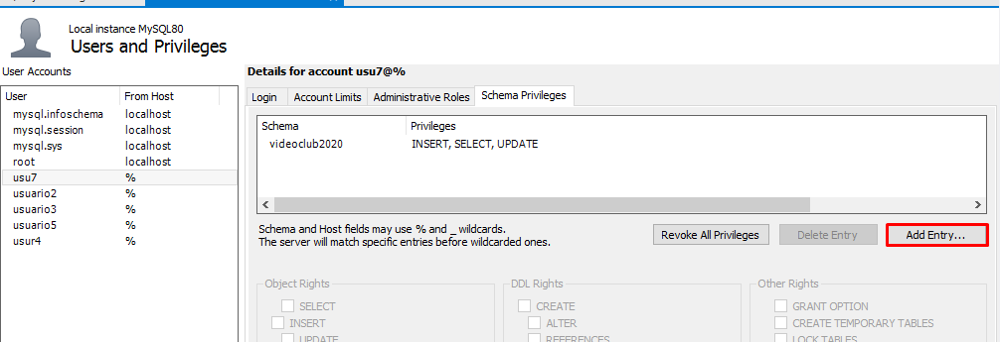 Local instance MySQL80
Users and Privileges
User Accounts
User From Host
mysql.infoschema localhost
mysql.session localhost
mysql.sys localhost
root localhost
usu7 %
usuario2 %
usuario3 %
usuario5 %
usur4 %
Details for account usu7@%
Login Account Limits Administrative Roles Schema Privileges
Schema Privileges
videoclub2020 INSERT, SELECT, UPDATE
Schema and Host fields may use % and _ wildcards.
The server will match specific entries before wildcarded ones.
Revoke All Privileges Delete Entry Add Entry...
Object Rights DDL Rights Other Rights
SELECT CREATE GRANT OPTION
INSERT ALTER CREATE TEMPORARY TABLES
UPDATE REFERENCES LOCK TABLES